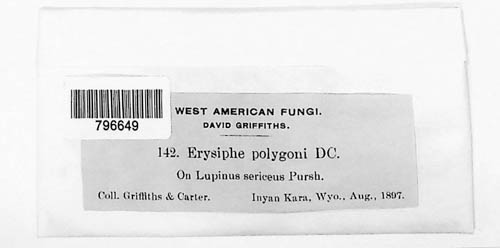 WEST AMERICAN FUNGI.
DAVID GRIFFITHS.
796649
142. Erysiphe polygoni DC.
On Lupinus sericeus Pursh.
Coll. Griffiths & Carter. Inyan Kara, Wyo., Aug., 1897.